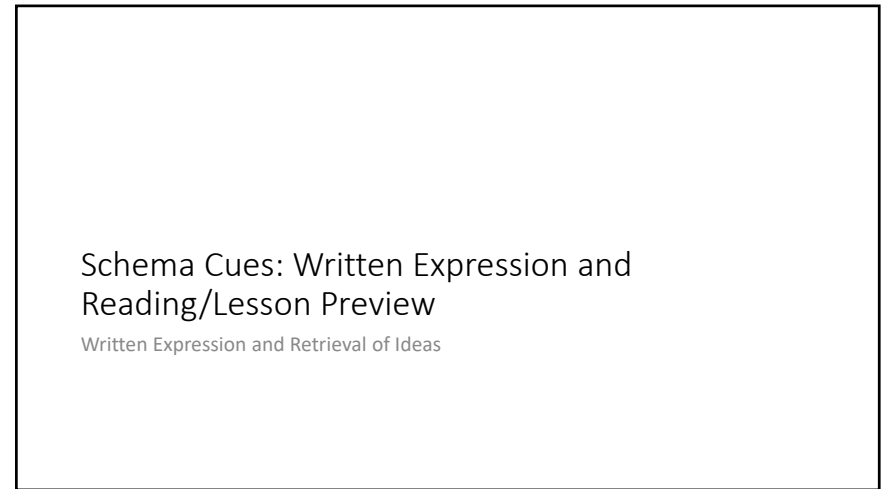 Schema Cues: Written Expression and
Reading/Lesson Preview
Written Expression and Retrieval of Ideas